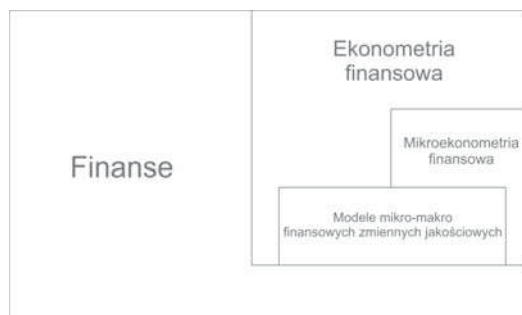 Ekonometria
finansowa
Mikroekonometria
finansowa
Finanse
Modele mikro-makro
finansowych zmiennych jakościowych